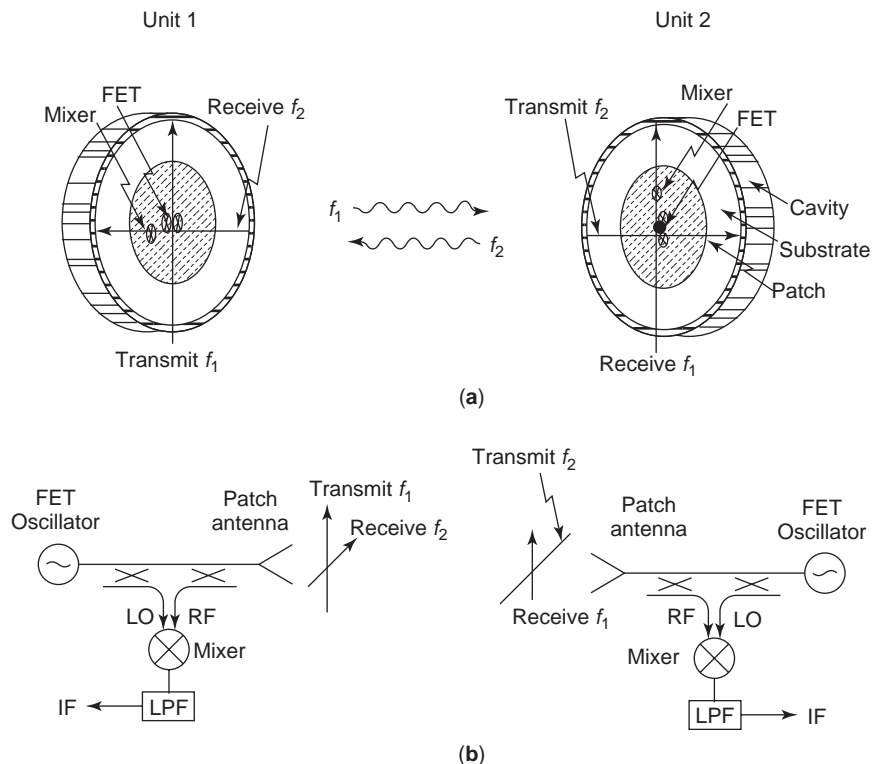 Unit 1
Unit 2
FET
Mixer
Receive f2
Transmit f2
Mixer
FET
f1
f2
Cavity
Substrate
Patch
Transmit f1
Receive f1
(a)
Transmit f2
FET
Oscillator
Patch
antenna
Transmit f1
Receive f2
Patch
antenna
FET
Oscillator
Receive f1
LO
RF
Mixer
LPF
IF
RF
LO
Mixer
LPF
IF
(b)